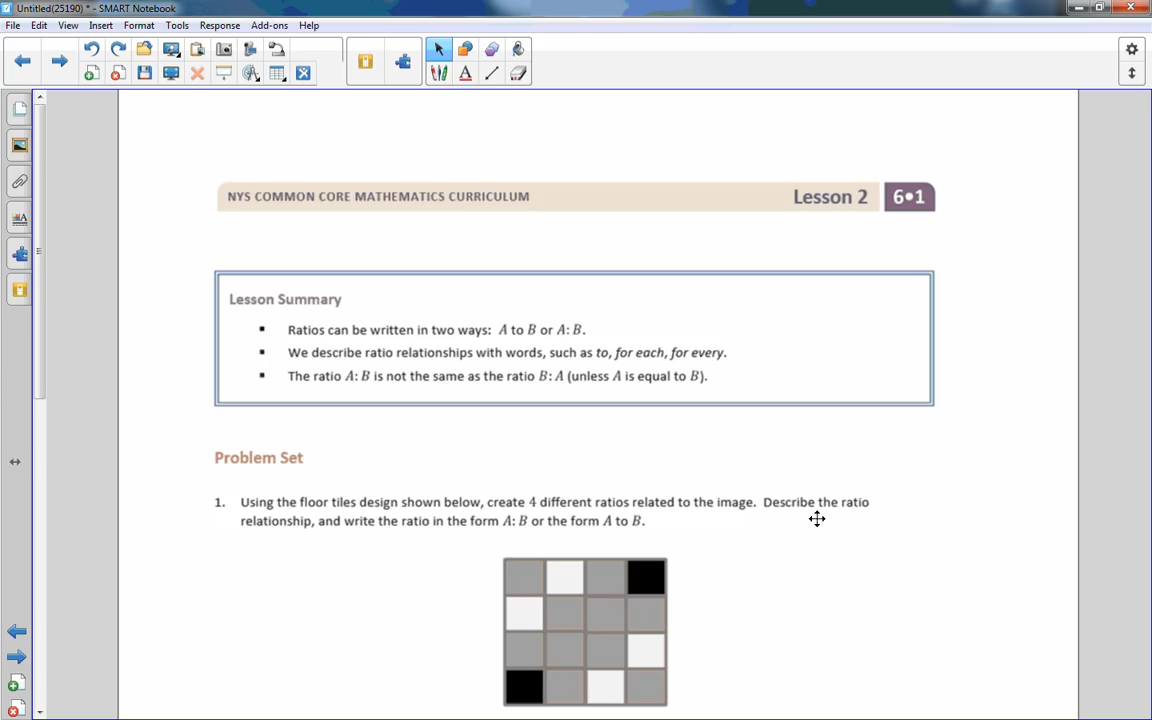 Untitled(25190) * - SMART Notebook
File Edit View Insert Format Tools Response Add-ons Help
NYS COMMON CORE MATHEMATICS CURRICULUM Lesson 2 6•1
Lesson Summary
▪ Ratios can be written in two ways: A to B or A: B.
▪ We describe ratio relationships with words, such as to, for each, for every.
▪ The ratio A: B is not the same as the ratio B: A (unless A is equal to B).
Problem Set
1. Using the floor tiles design shown below, create 4 different ratios related to the image. Describe the ratio
relationship, and write the ratio in the form A: B or the form A to B.